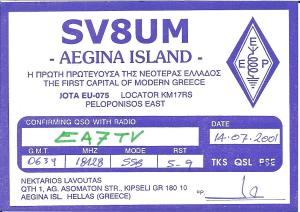 SV8UM
- AEGINA ISLAND -
Η ΠΡΩΤΗ ΠΡΩΤΕΥΟΥΣΑ ΤΗΣ ΝΕΟΤΕΡΑΣ ΕΛΛΑΔΟΣ
THE FIRST CAPITAL OF MODERN GREECE
JOTA EU-075 LOCATOR KM17RS
PELOPONISOS EAST
E P
CONFIRMING QSO WITH RADIO
EA7TV
DATE
14-07-2001
G.M.T. MHZ MODE RST
0634 18128 SSB 5-9
TKS QSL PSE
NEKTARIOS LAVOUTAS
QTH 1, AG. ASOMATON STR., KIPSELI GR 180 10
AEGINA ISL. HELLAS (GREECE)
op.